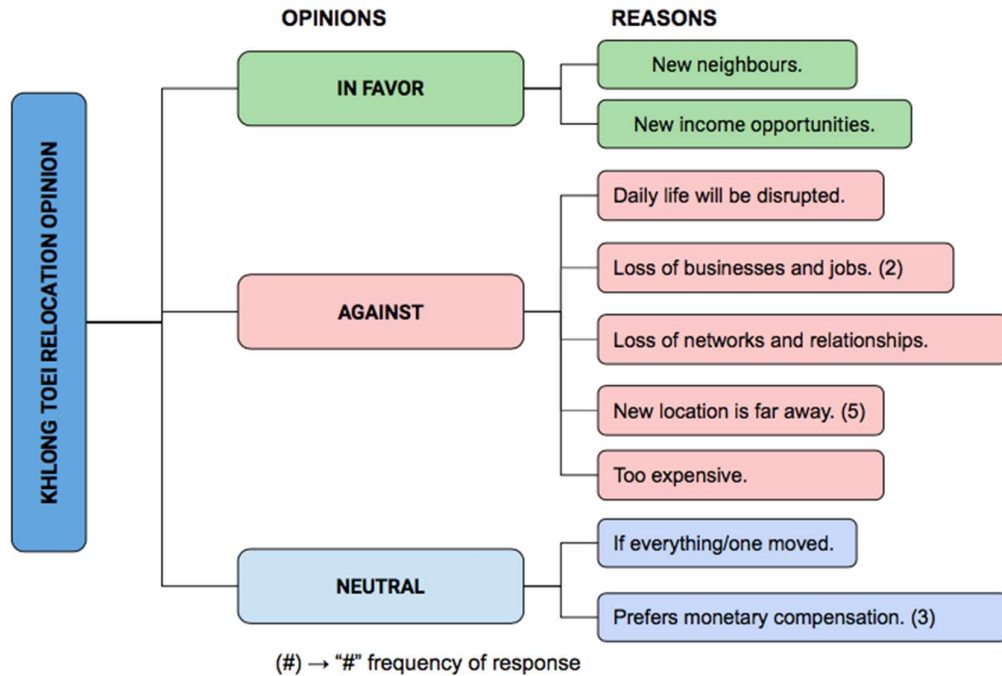 OPINIONS
REASONS
KHLONG TOEI RELOCATION OPINION
IN FAVOR
New neighbours.
New income opportunities.
AGAINST
Daily life will be disrupted.
Loss of businesses and jobs. (2)
Loss of networks and relationships.
New location is far away. (5)
Too expensive.
NEUTRAL
If everything/one moved.
Prefers monetary compensation. (3)
(#) → “#” frequency of response